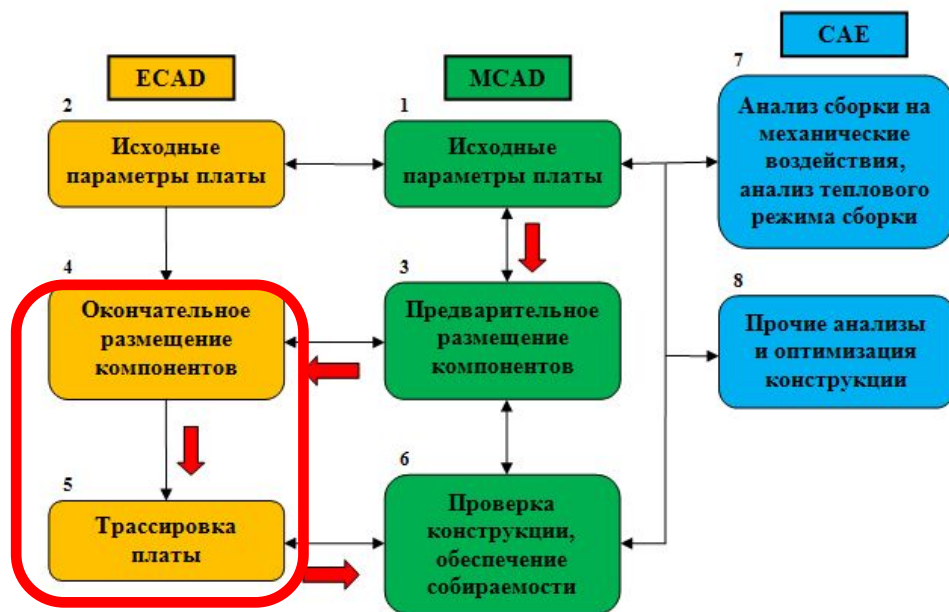 ECAD
MCAD
CAE
2
Исходные
параметры платы
1
Исходные
параметры платы
7
Анализ сборки на
механические
воздействия,
анализ теплового
режима сборки
4
Окончательное
размещение
компонентов
3
Предварительное
размещение
компонентов
8
Прочие анализы
и оптимизация
конструкции
5
Трассировка
платы
6
Проверка
конструкции,
обеспечение
собираемости